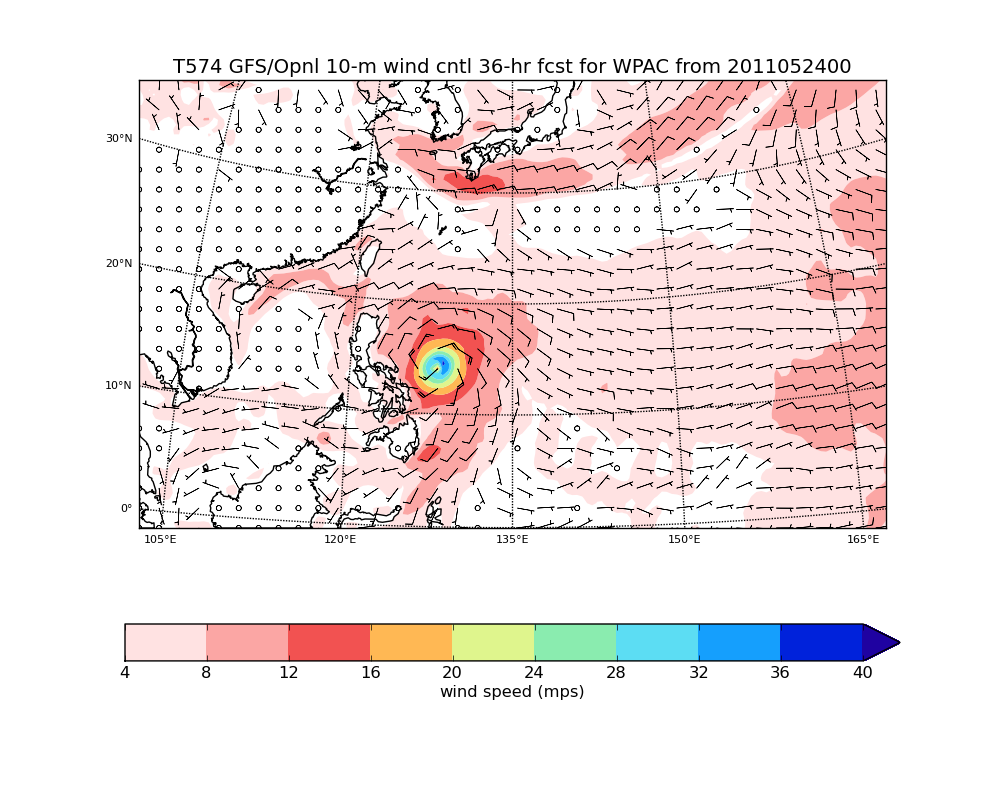 T574 GFS/Opnl 10-m wind cntl 36-hr fcst for WPAC from 2011052400
30°N
20°N
10°N
0°
105°E 120°E 135°E 150°E 165°E
4 8 12 16 20 24 28 32 36 40
wind speed (mps)